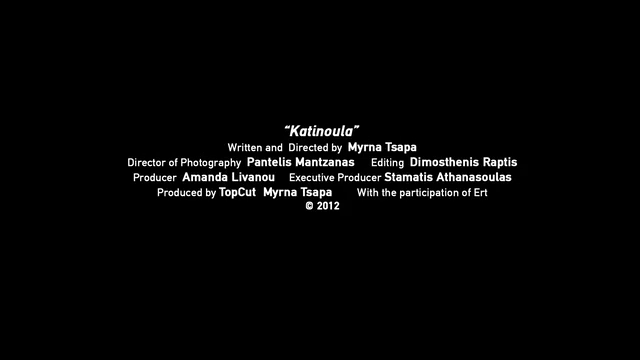 “Katinoula”
Written and Directed by Myrna Tsapa
Director of Photography Pantelis Mantzanas Editing Dimosthenis Raptis
Producer Amanda Livanou Executive Producer Stamatis Athanasoulas
Produced by TopCut Myrna Tsapa With the participation of Ert
© 2012